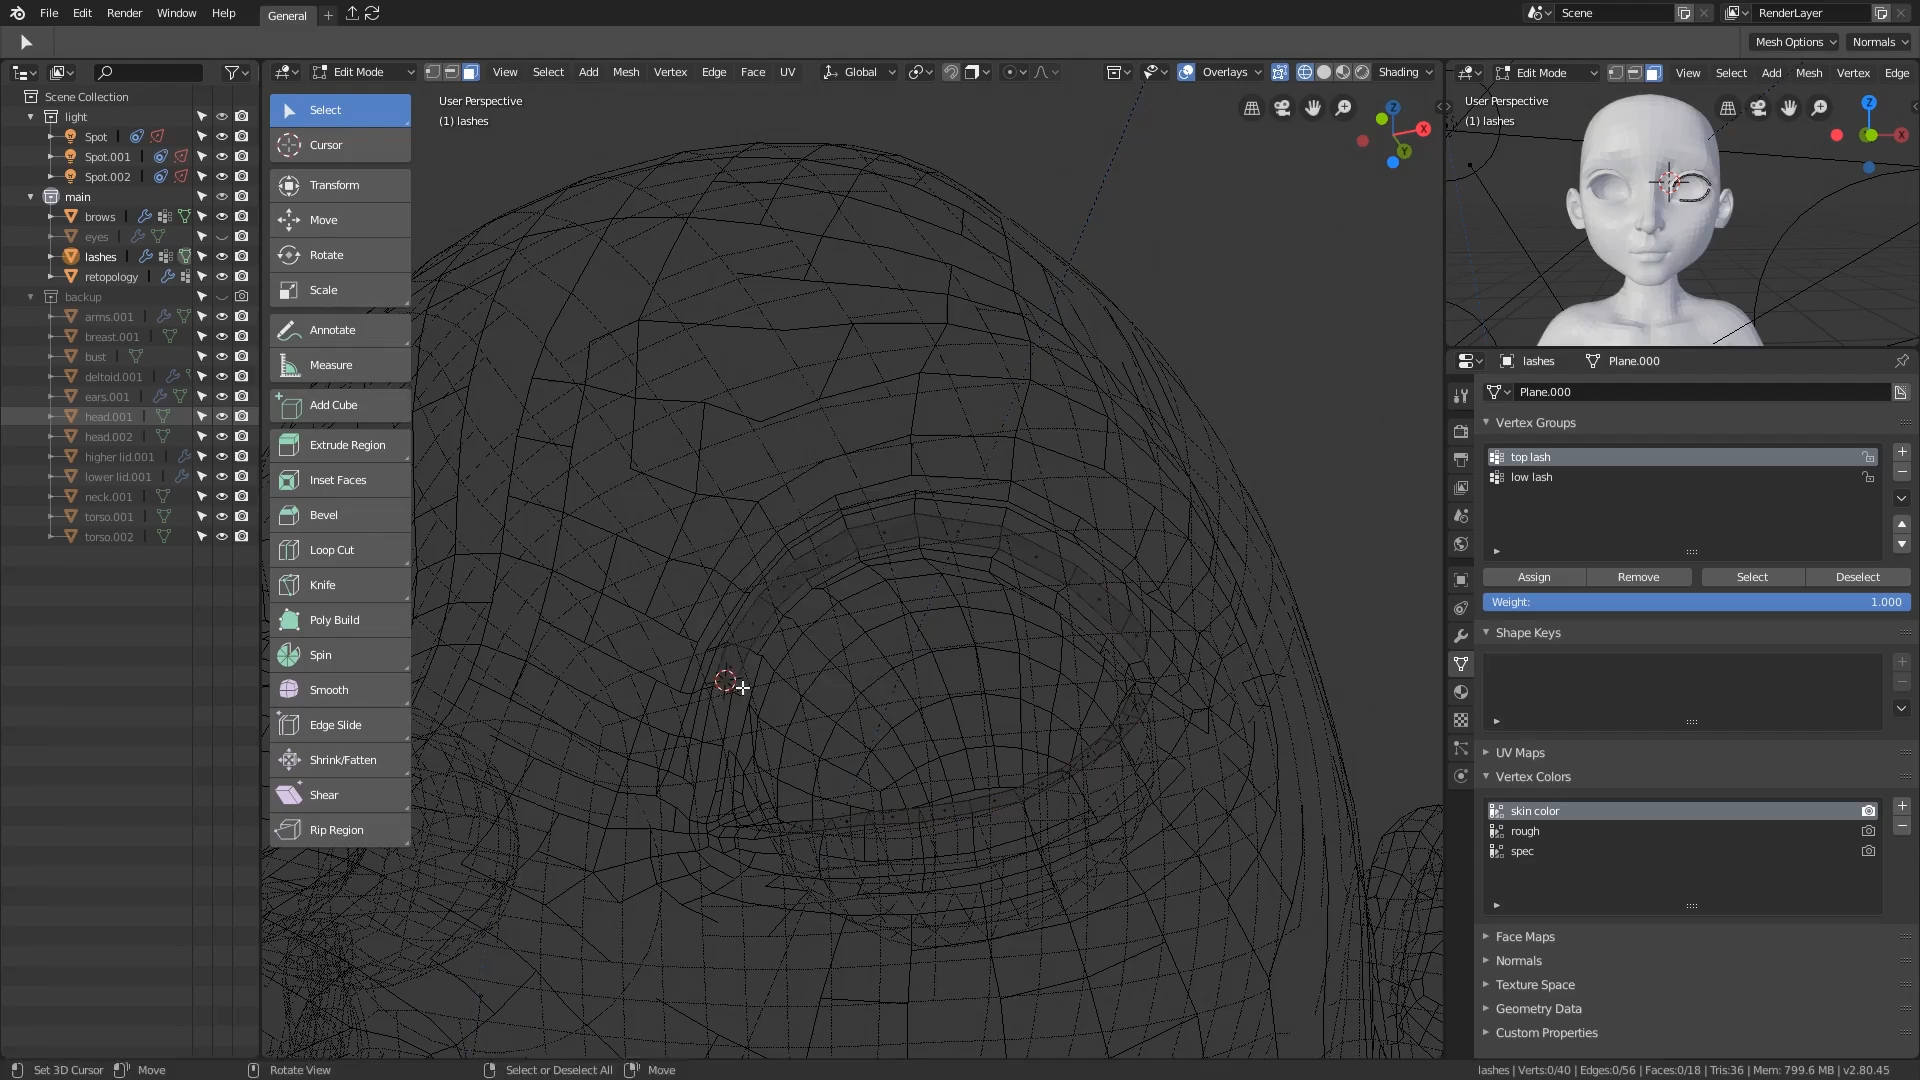 File Edit Render Window Help General Scene RenderLayer
Mesh Options Normals
Edit Mode View Select Add Mesh Vertex Edge Face UV Global Overlays Shading
Edit Mode View Select Add Mesh Vertex Edge
Scene Collection
light
Spot
Spot.001
Spot.002
main
brows
eyes
lashes
retopology
backup
arms.001
breast.001
bust
deltoid.001
ears.001
head.001
head.002
higher lid.001
lower lid.001
neck.001
torso.001
torso.002
Select
Cursor
Transform
Move
Rotate
Scale
Annotate
Measure
Add Cube
Extrude Region
Inset Faces
Bevel
Loop Cut
Knife
Poly Build
Spin
Smooth
Edge Slide
Shrink/Fatten
Shear
Rip Region
User Perspective
(1) lashes
Z
X
Y
User Perspective
(1) lashes
Z
X
lashes Plane.000
Plane.000
Vertex Groups
top lash
low lash
Assign Remove Select Deselect
Weight: 1.000
Shape Keys
UV Maps
Vertex Colors
skin color
rough
spec
Face Maps
Normals
Texture Space
Geometry Data
Custom Properties
Set 3D Cursor Move Rotate View Select or Deselect All Move lashes | Verts:0/40 | Edges:0/56 | Faces:0/18 | Tris:36 | Mem: 799.6 MB | v2.80.45